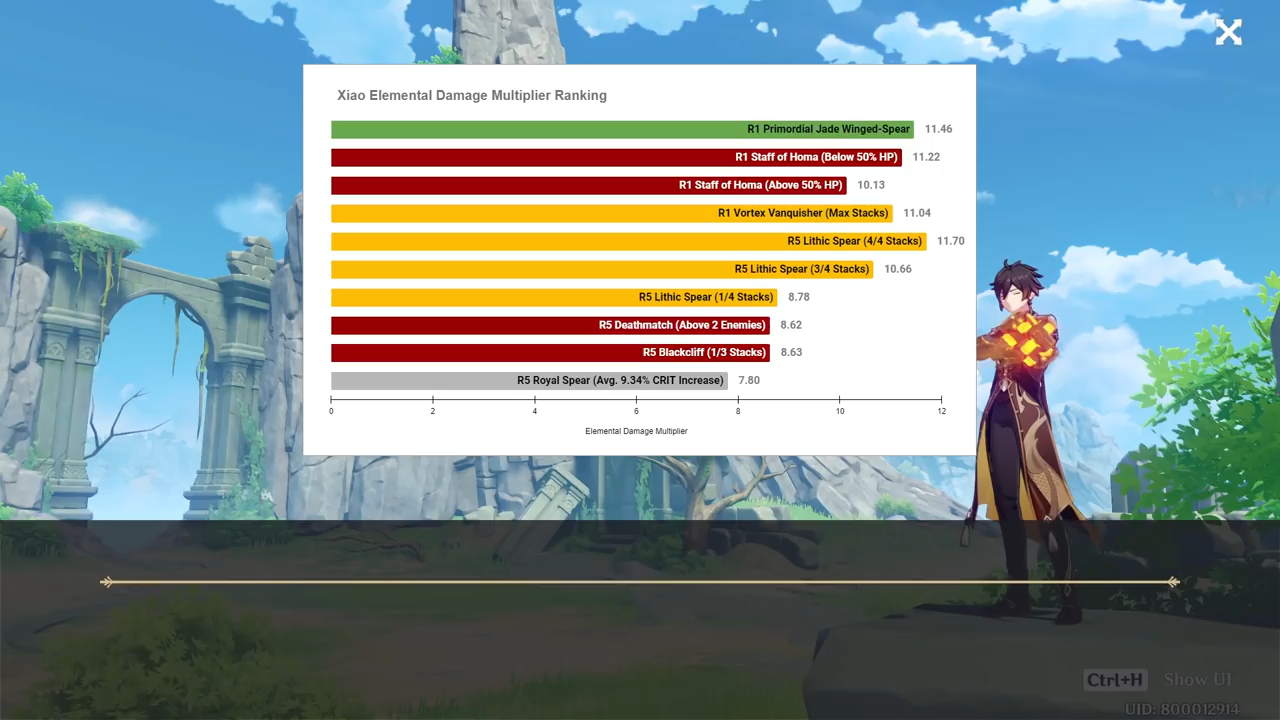 Xiao Elemental Damage Multiplier Ranking
R1 Primordial Jade Winged-Spear 11.46
R1 Staff of Homa (Below 50% HP) 11.22
R1 Staff of Homa (Above 50% HP) 10.13
R1 Vortex Vanquisher (Max Stacks) 11.04
R5 Lithic Spear (4/4 Stacks) 11.70
R5 Lithic Spear (3/4 Stacks) 10.66
R5 Lithic Spear (1/4 Stacks) 8.78
R5 Deathmatch (Above 2 Enemies) 8.62
R5 Blackcliff (1/3 Stacks) 8.63
R5 Royal Spear (Avg. 9.34% CRIT Increase) 7.80
0 2 4 6 8 10 12
Elemental Damage Multiplier
Ctrl+H Show UI
UID: 800012914